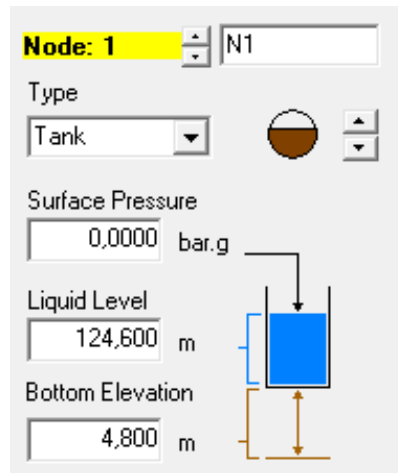 Node: 1 N1
Type
Tank
Surface Pressure
0,0000 bar.g
Liquid Level
124,600 m
Bottom Elevation
4,800 m